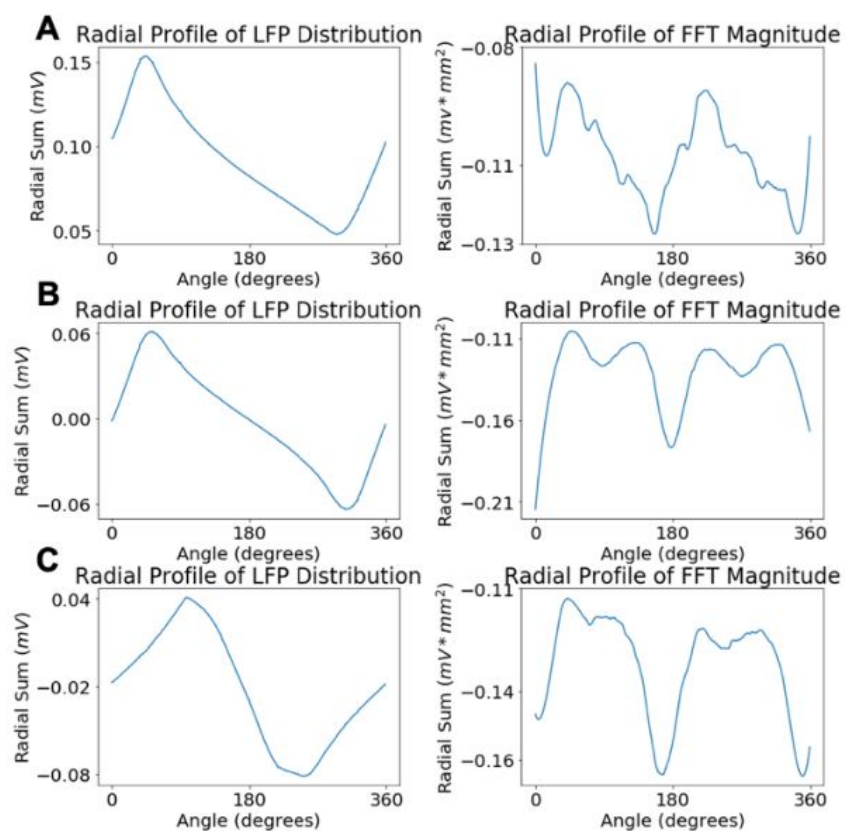 A
Radial Profile of LFP Distribution
Radial Sum (mV)
0.15
0.10
0.05
0 180 360
Angle (degrees)
Radial Profile of FFT Magnitude
Radial Sum (mv * mm²)
−0.08
−0.11
−0.13
0 180 360
Angle (degrees)
B
Radial Profile of LFP Distribution
Radial Sum (mV)
0.06
0.00
−0.06
0 180 360
Angle (degrees)
Radial Profile of FFT Magnitude
Radial Sum (mV * mm²)
−0.11
−0.16
−0.21
0 180 360
Angle (degrees)
C
Radial Profile of LFP Distribution
Radial Sum (mV)
0.04
−0.02
−0.08
0 180 360
Angle (degrees)
Radial Profile of FFT Magnitude
Radial Sum (mV * mm²)
−0.11
−0.14
−0.16
0 180 360
Angle (degrees)